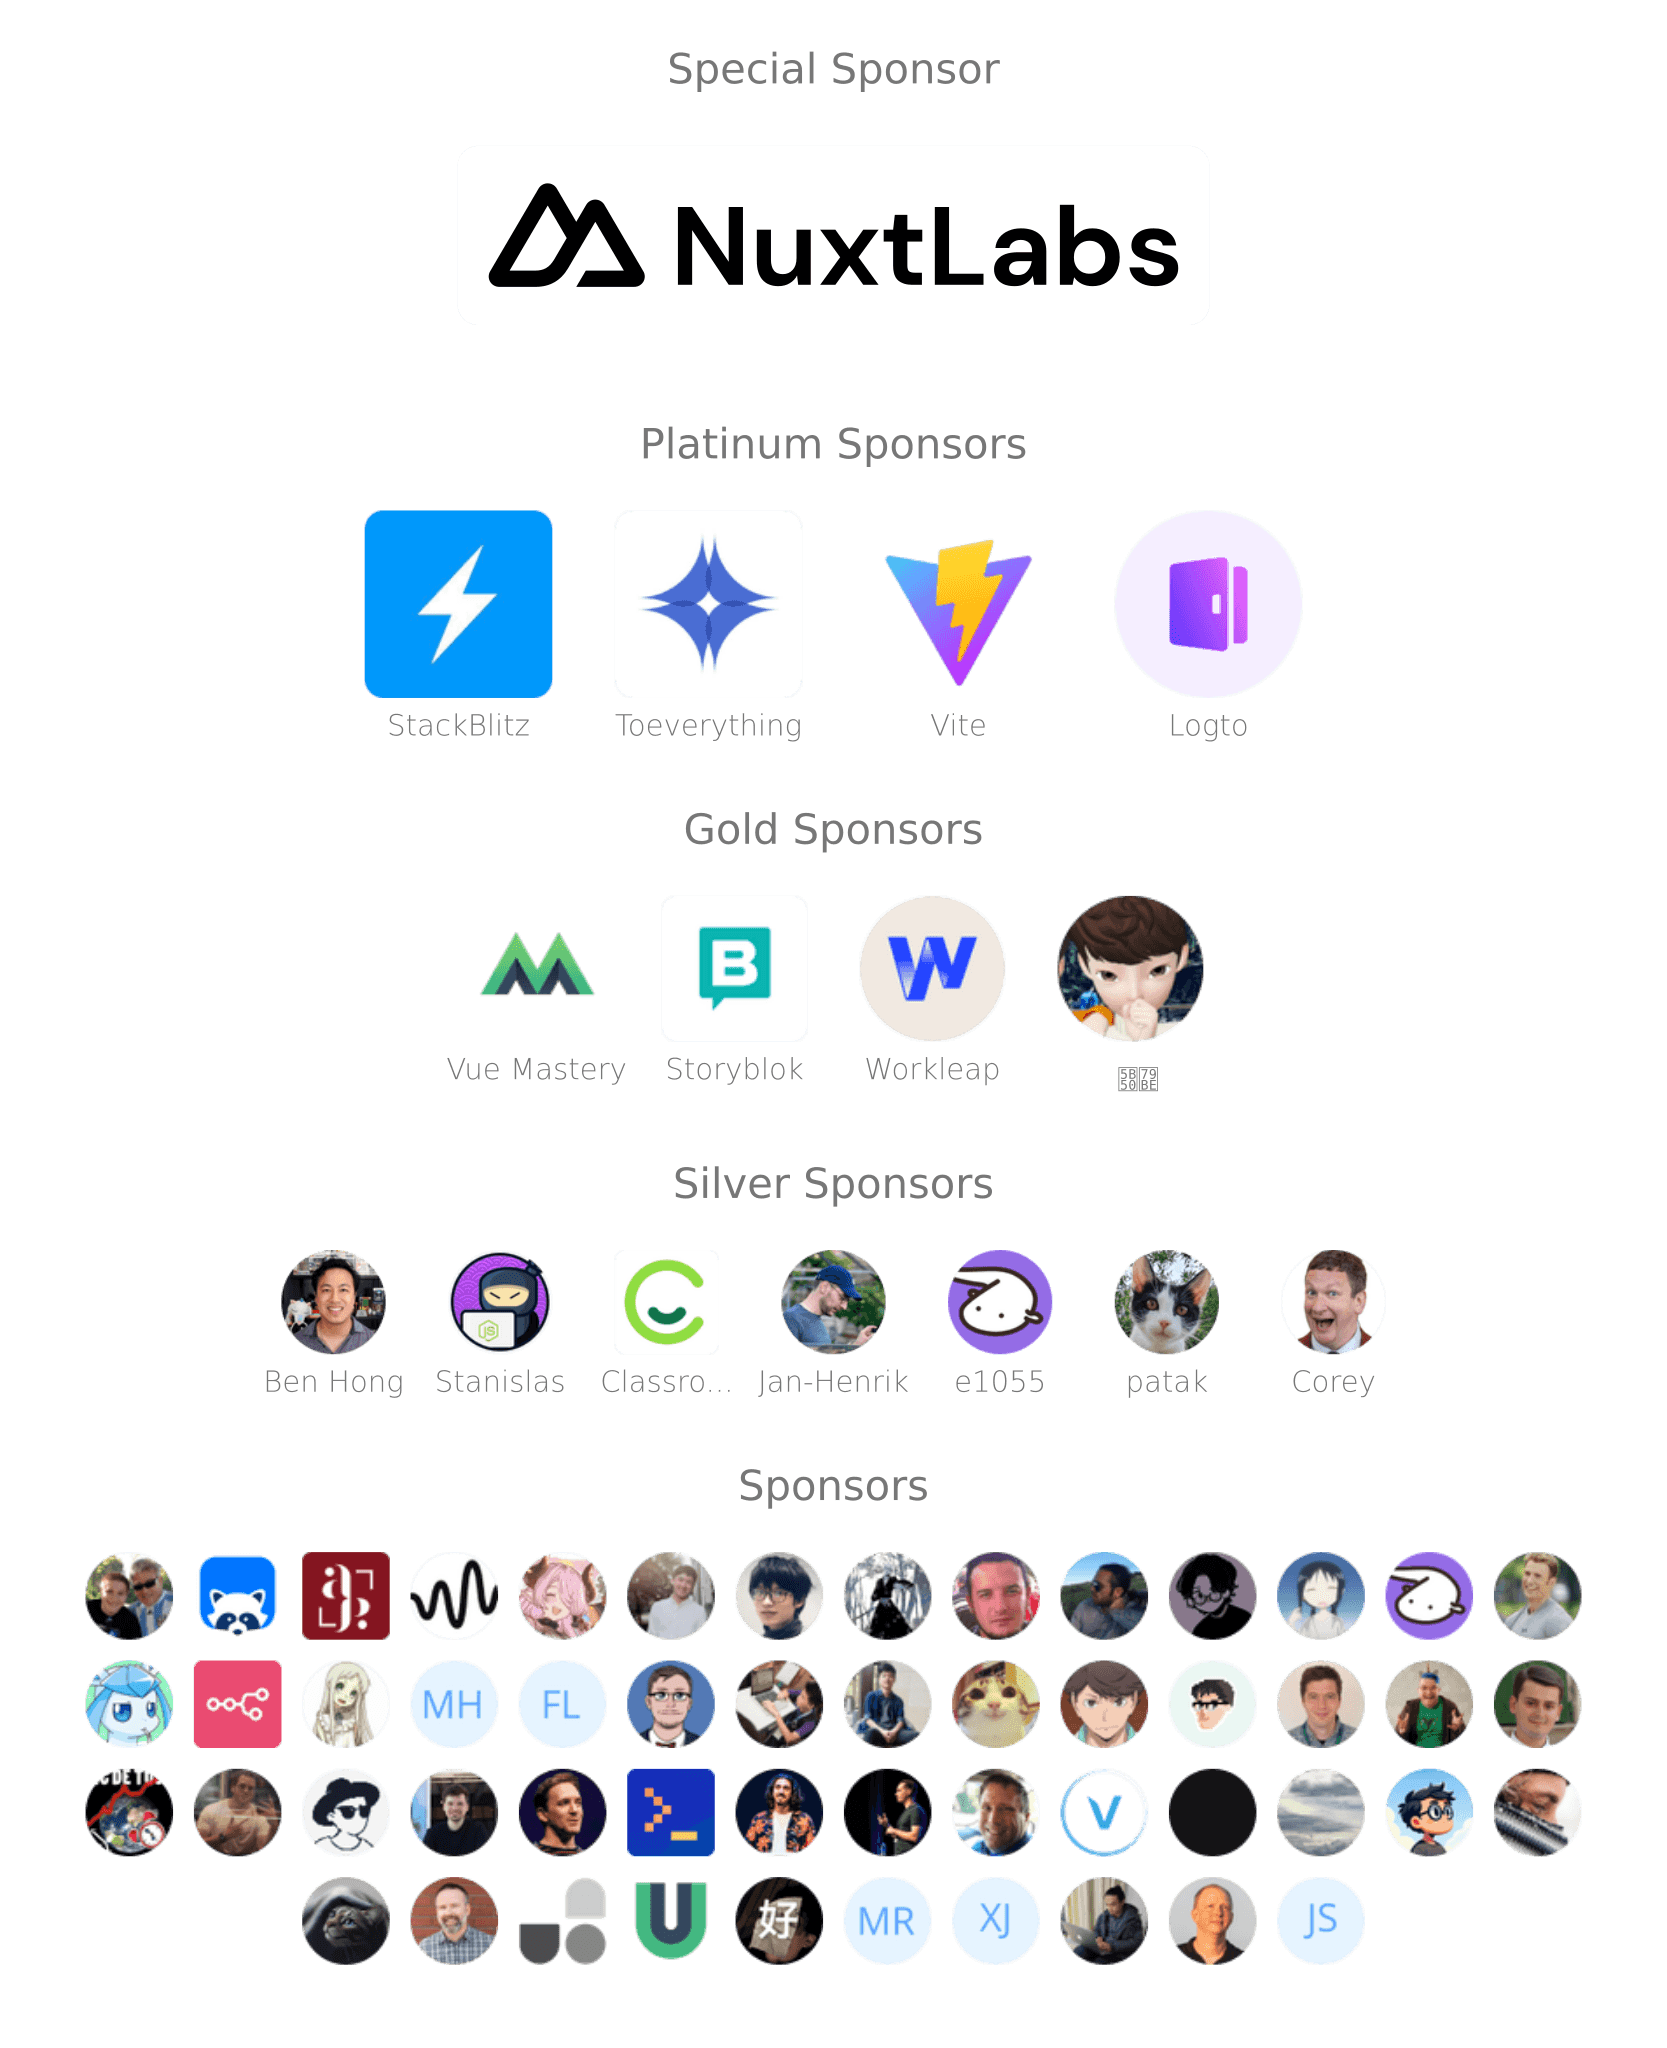 Special Sponsor
NuxtLabs
Platinum Sponsors
StackBlitz Toeverything Vite Logto
Gold Sponsors
Vue Mastery Storyblok Workleap
Silver Sponsors
Ben Hong Stanislas Classro... Jan-Henrik e1055 patak Corey
Sponsors
MH FL
好 MR XJ JS